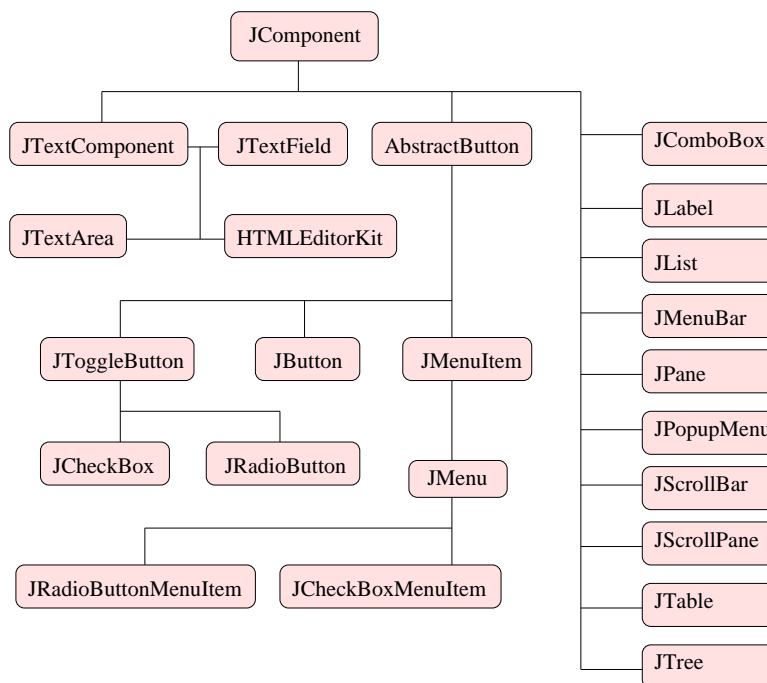 JComponent
JTextComponent
JTextField
AbstractButton
JComboBox
JLabel
JTextArea
HTMLEditorKit
JList
JMenuBar
JToggleButton
JButton
JMenuItem
JPane
JPopupMenu
JCheckBox
JRadioButton
JMenu
JScrollBar
JScrollPane
JRadioButtonMenuItem
JCheckBoxMenuItem
JTable
JTree